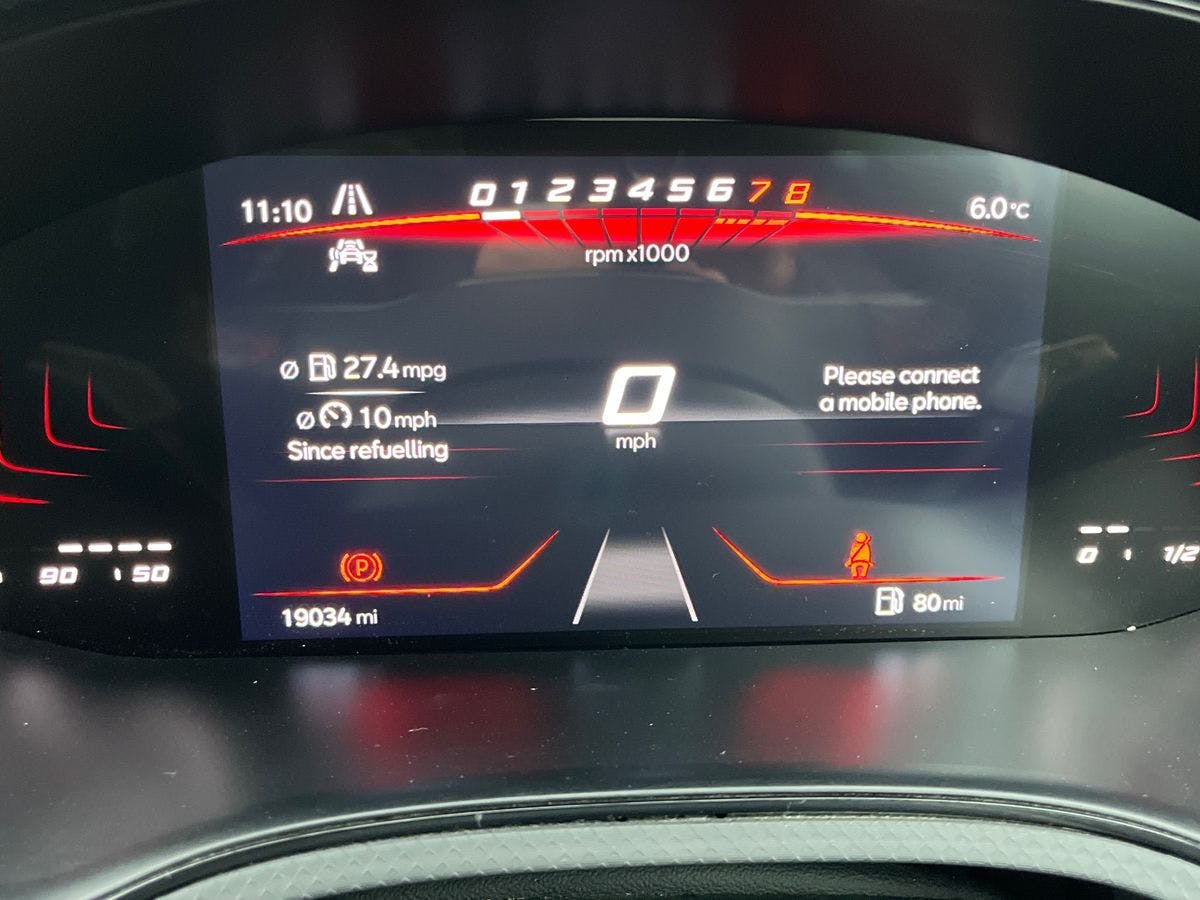 11:10
0 1 2 3 4 5 6 7 8
6.0°C
rpm x1000
Ø 27.4 mpg
Ø 10 mph
Since refuelling
0
mph
Please connect
a mobile phone.
90 50
0 1/2
P
19034 mi
80 mi